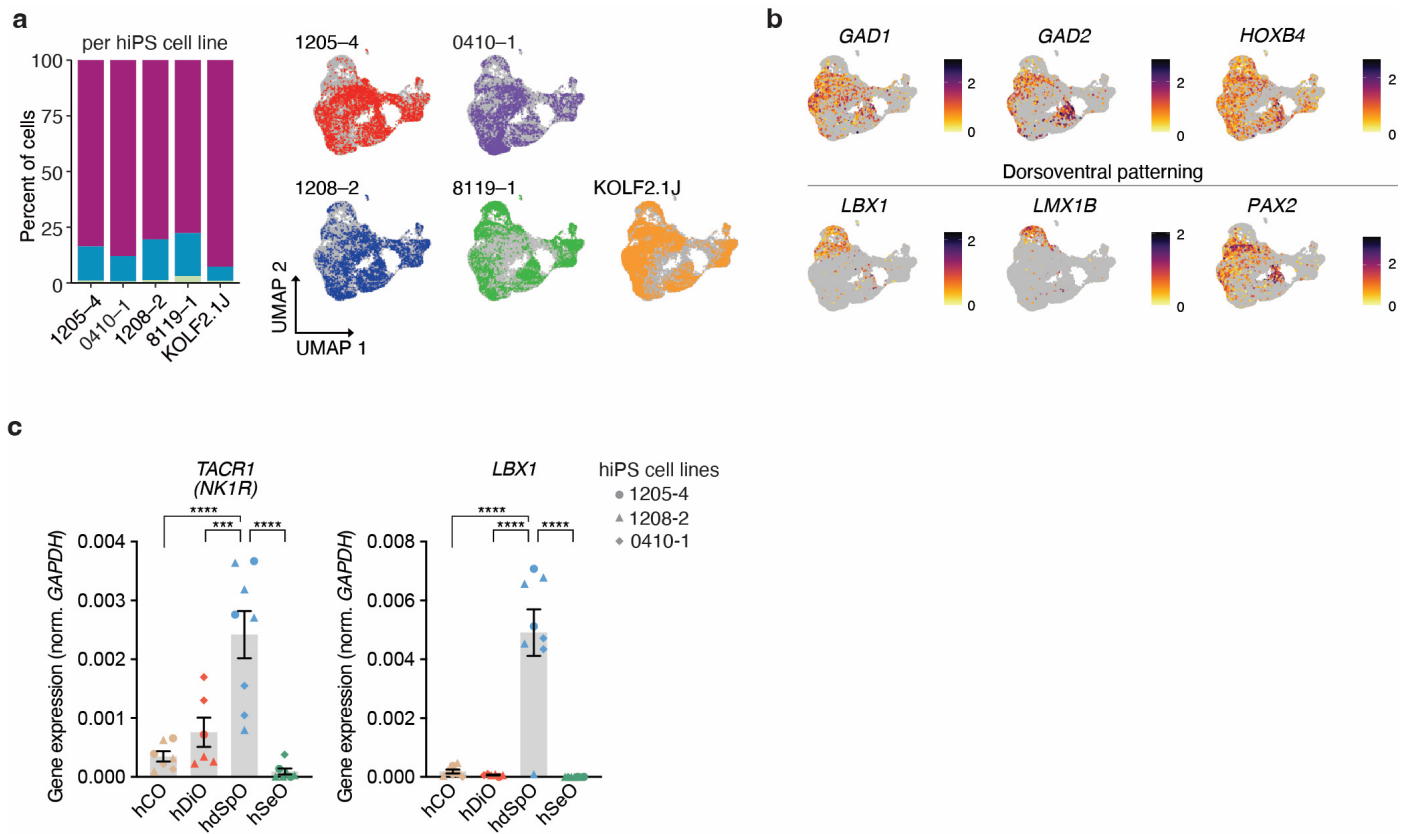 a
per hiPS cell line
100
75
50
25
0
Percent of cells
1205–4
0410–1
1208–2
8119–1
KOLF2.1J
1205–4
0410–1
1208–2
8119–1
KOLF2.1J
UMAP 2
UMAP 1
b
GAD1
GAD2
HOXB4
2
0
2
0
2
0
Dorsoventral patterning
LBX1
LMX1B
PAX2
2
0
2
0
2
0
c
TACR1
(NK1R)
****
*** ****
Gene expression (norm. GAPDH)
0.004
0.003
0.002
0.001
0.000
hCO
hDiO
hdSpO
hSeO
LBX1
****
**** ****
Gene expression (norm. GAPDH)
0.008
0.006
0.004
0.002
0.000
hCO
hDiO
hdSpO
hSeO
hiPS cell lines
1205-4
1208-2
0410-1